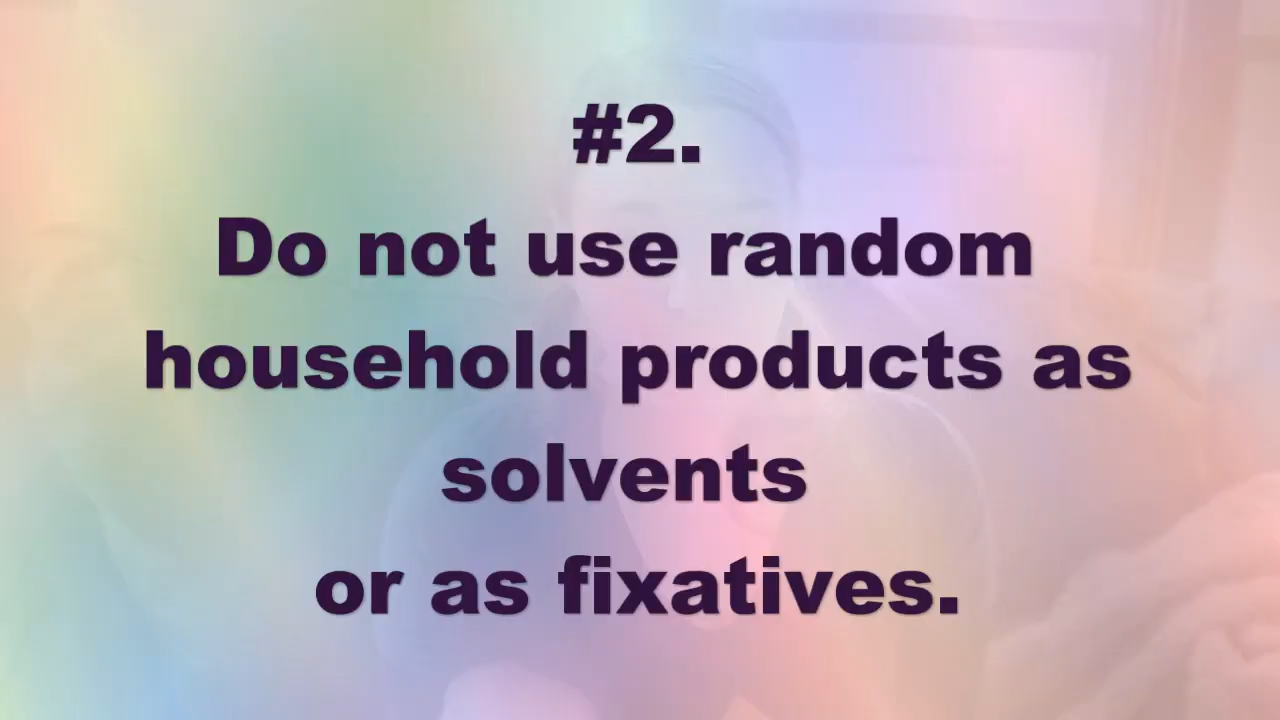 #2.
Do not use random
household products as
solvents
or as fixatives.